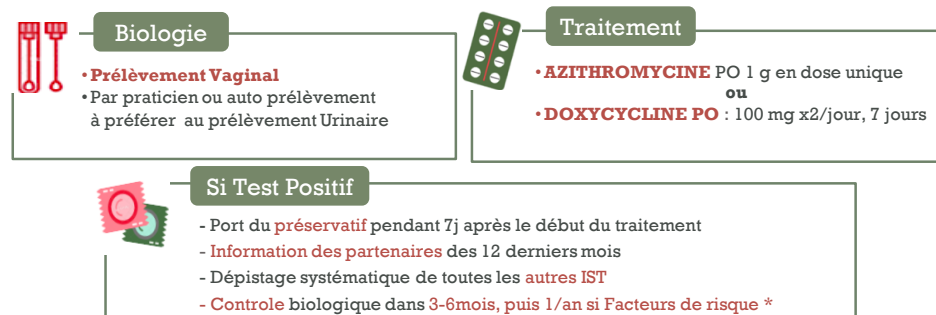 Biologie
•Prélèvement Vaginal
•Par praticien ou auto prélèvement
à préférer au prélèvement Urinaire
Traitement
•AZITHROMYCINE PO 1 g en dose unique
ou
•DOXYCYCLINE PO : 100 mg x2/jour, 7 jours
Si Test Positif
- Port du préservatif pendant 7j après le début du traitement
- Information des partenaires des 12 derniers mois
- Dépistage systématique de toutes les autres IST
- Controle biologique dans 3-6mois, puis 1/an si Facteurs de risque *